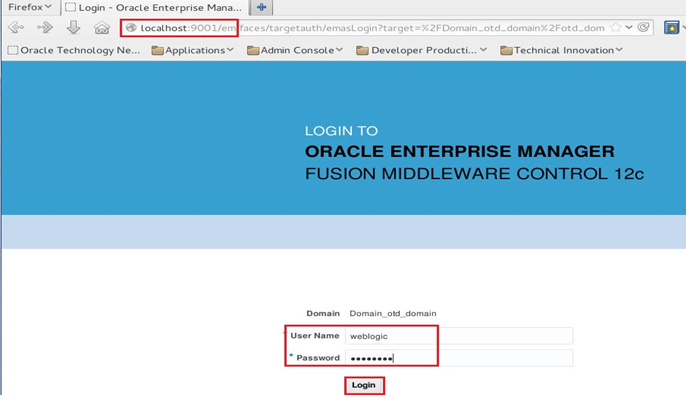 Firefox
Login - Oracle Enterprise Mana...
localhost:9001/em/faces/targetauth/emasLogin?target=%2FDomain_otd_domain%2Fotd_dom
Oracle Technology Ne... Applications Admin Console Developer Producti... Technical Innovation
LOGIN TO
ORACLE ENTERPRISE MANAGER
FUSION MIDDLEWARE CONTROL 12c
Domain Domain_otd_domain
* User Name weblogic
* Password ••••••••
Login